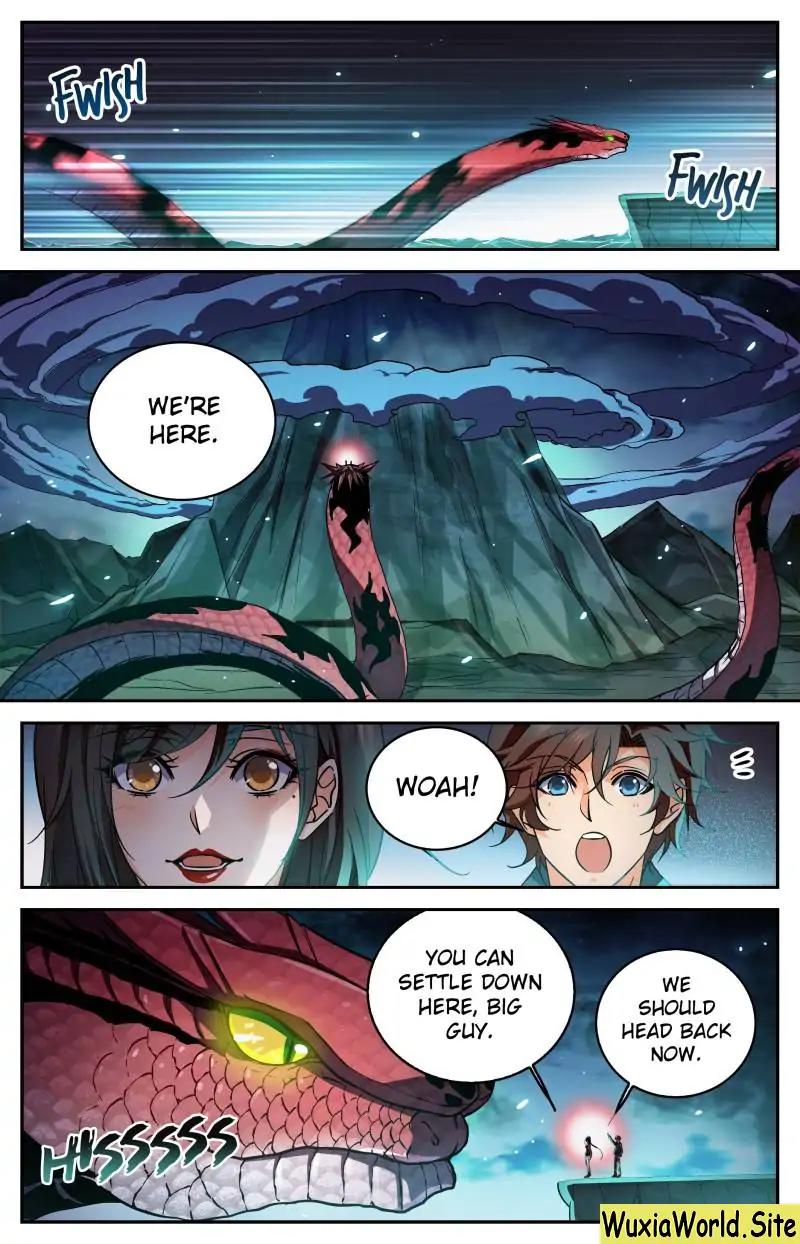 FWISH
FWISH
WE'RE
HERE.
WOAH!
YOU CAN
SETTLE DOWN
HERE, BIG
GUY.
WE
SHOULD
HEAD BACK
NOW.
HISSSSSS
WuxiaWorld.Site